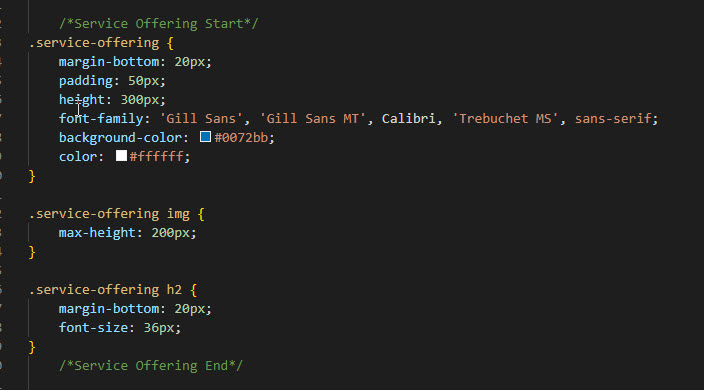 /*Service Offering Start*/
.service-offering {
margin-bottom: 20px;
padding: 50px;
height: 300px;
font-family: 'Gill Sans', 'Gill Sans MT', Calibri, 'Trebuchet MS', sans-serif;
background-color: #0072bb;
color: #ffffff;
}
.service-offering img {
max-height: 200px;
}
.service-offering h2 {
margin-bottom: 20px;
font-size: 36px;
}
/*Service Offering End*/